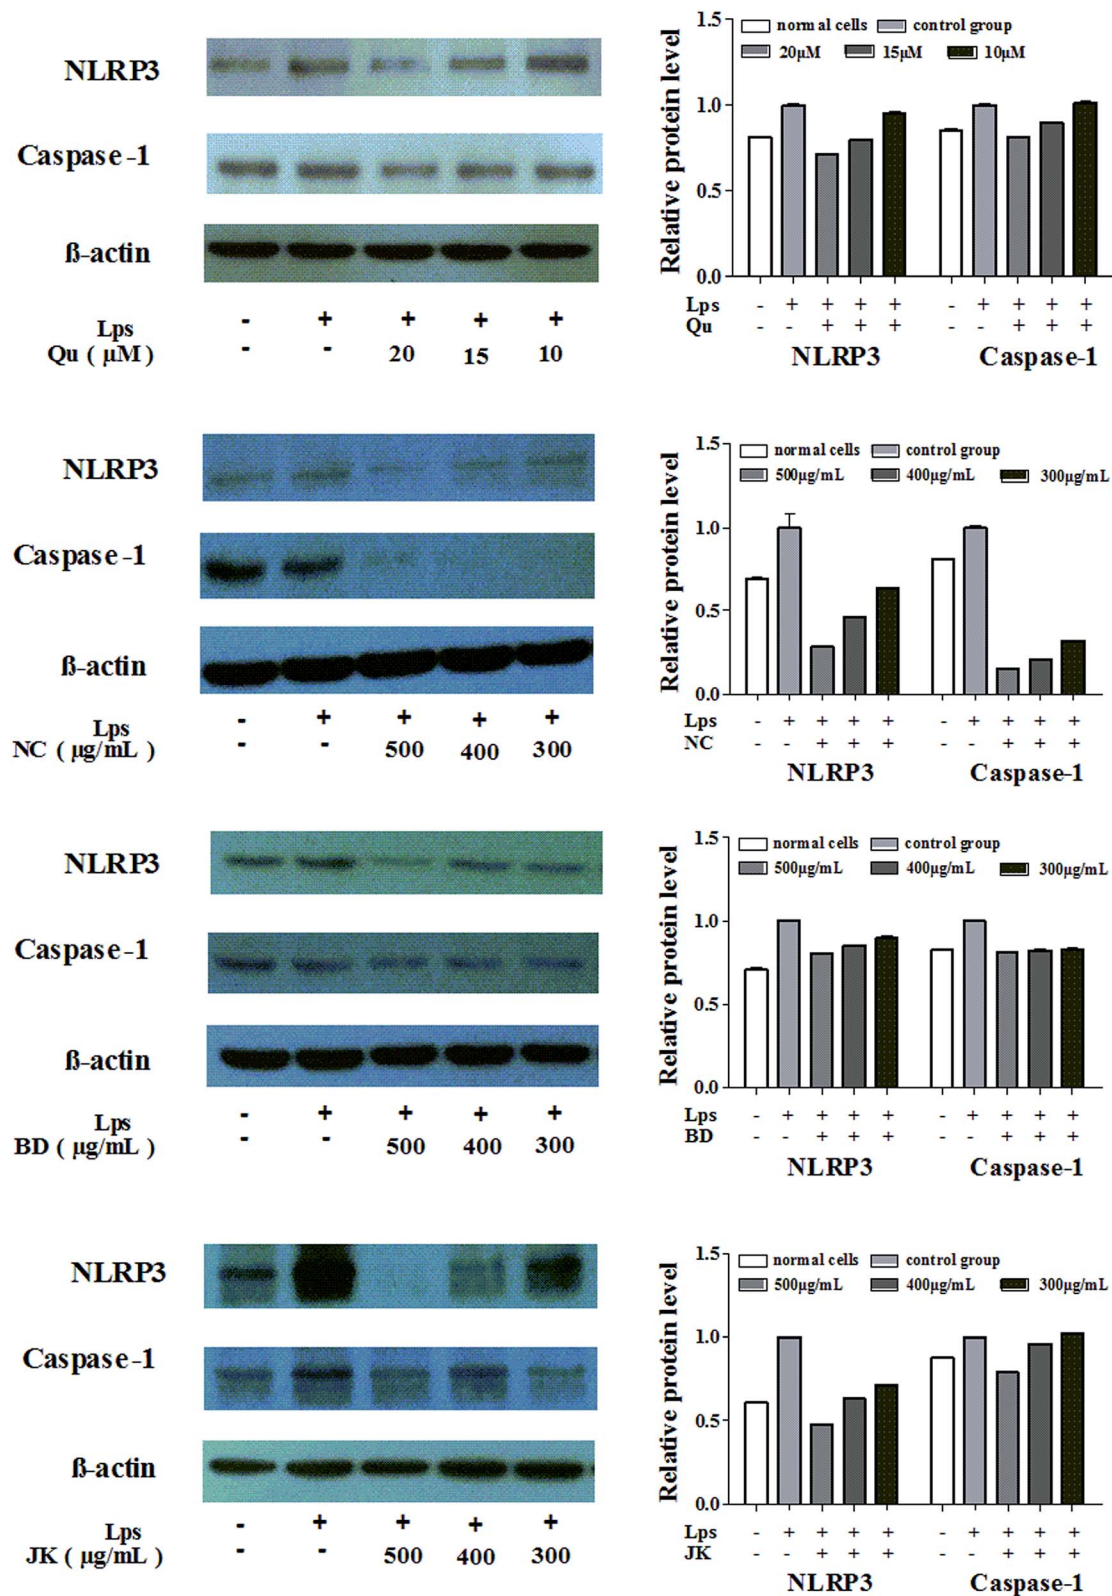 NLRP3
Caspase-1
ß-actin
Lps - + + + +
Qu ( µM ) - - 20 15 10
normal cells control group
20µM 15µM 10µM
Relative protein level
1.5
1.0
0.5
0.0
Lps - + + + + - + + + +
Qu - - + + + - - + + +
NLRP3 Caspase-1
NLRP3
Caspase-1
ß-actin
Lps - + + + +
NC ( µg/mL ) - - 500 400 300
normal cells control group
500µg/mL 400µg/mL 300µg/mL
Relative protein level
1.5
1.0
0.5
0.0
Lps - + + + + - + + + +
NC - - + + + - - + + +
NLRP3 Caspase-1
NLRP3
Caspase-1
ß-actin
Lps - + + + +
BD ( µg/mL ) - - 500 400 300
normal cells control group
500µg/mL 400µg/mL 300µg/mL
Relative protein level
1.5
1.0
0.5
0.0
Lps - + + + + - + + + +
BD - - + + + - - + + +
NLRP3 Caspase-1
NLRP3
Caspase-1
ß-actin
Lps - + + + +
JK ( µg/mL ) - - 500 400 300
normal cells control group
500µg/mL 400µg/mL 300µg/mL
Relative protein level
1.5
1.0
0.5
0.0
Lps - + + + + - + + + +
JK - - + + + - - + + +
NLRP3 Caspase-1